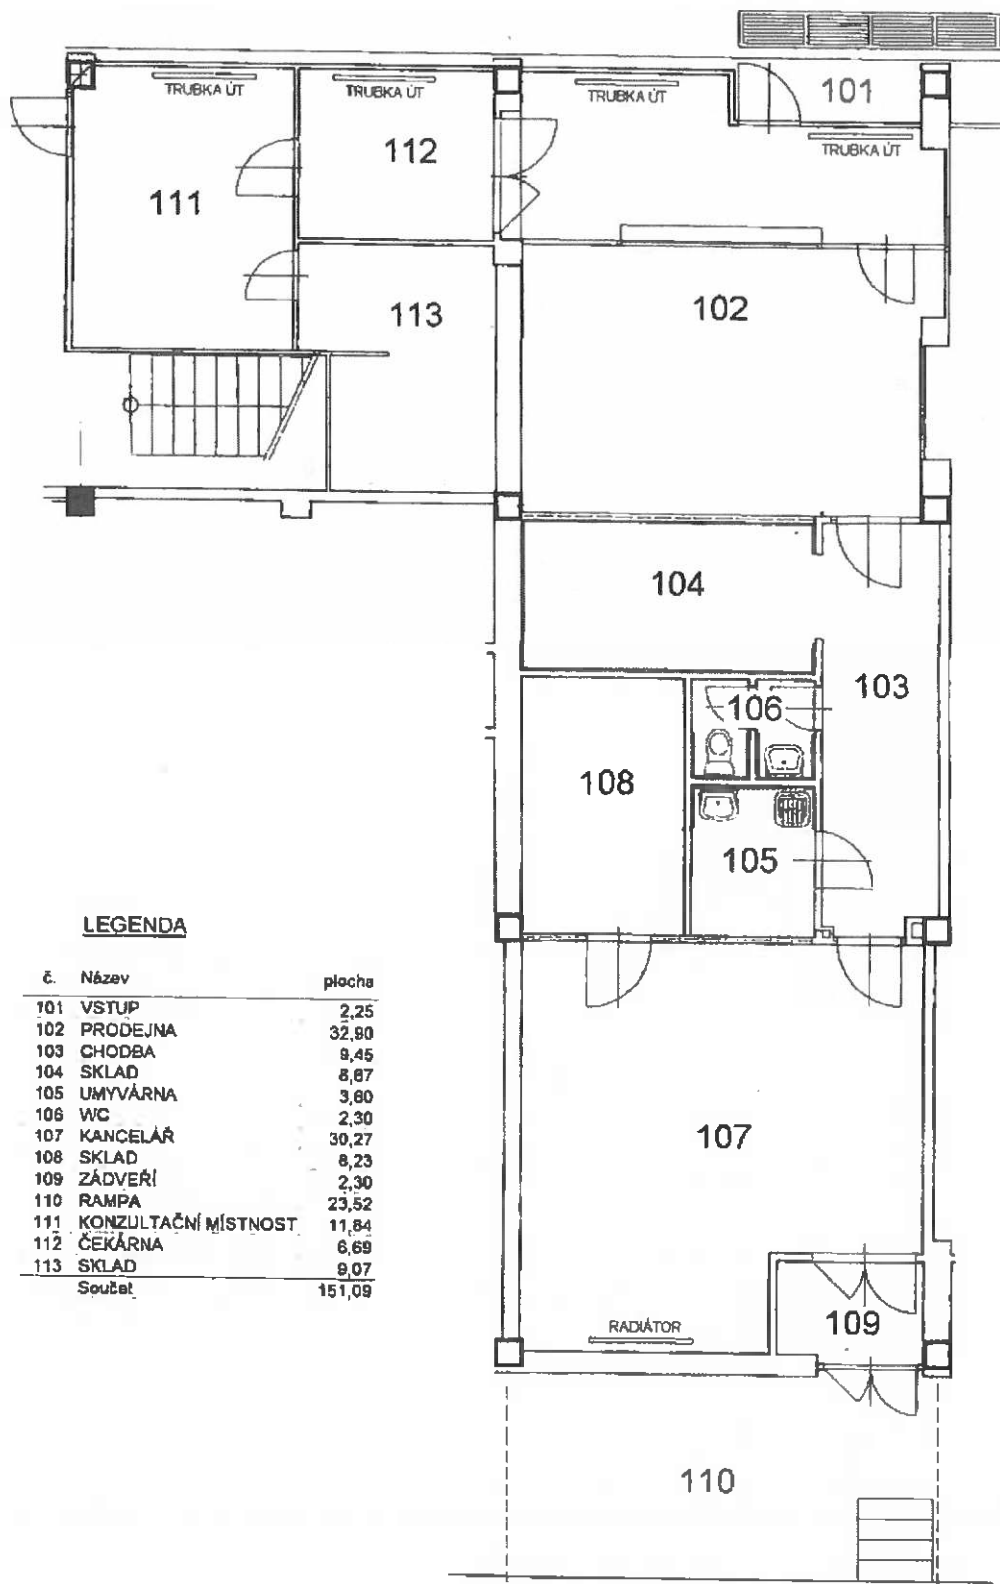 101
TRUBKA ÚT
TRUBKA ÚT
TRUBKA ÚT
TRUBKA ÚT
112
111
113
102
104
103
106
108
105
LEGENDA
č. Název plocha
101 VSTUP 2,25
102 PRODEJNA 32,90
103 CHODBA 9,45
104 SKLAD 8,67
105 UMYVÁRNA 3,60
106 WC 2,30
107 KANCELÁŘ 30,27
108 SKLAD 8,23
109 ZÁDVEŘÍ 2,30
110 RAMPA 23,52
111 KONZULTAČNÍ MÍSTNOST 11,84
112 ČEKÁRNA 6,69
113 SKLAD 9,07
Součet 151,09
107
RADIÁTOR
109
110